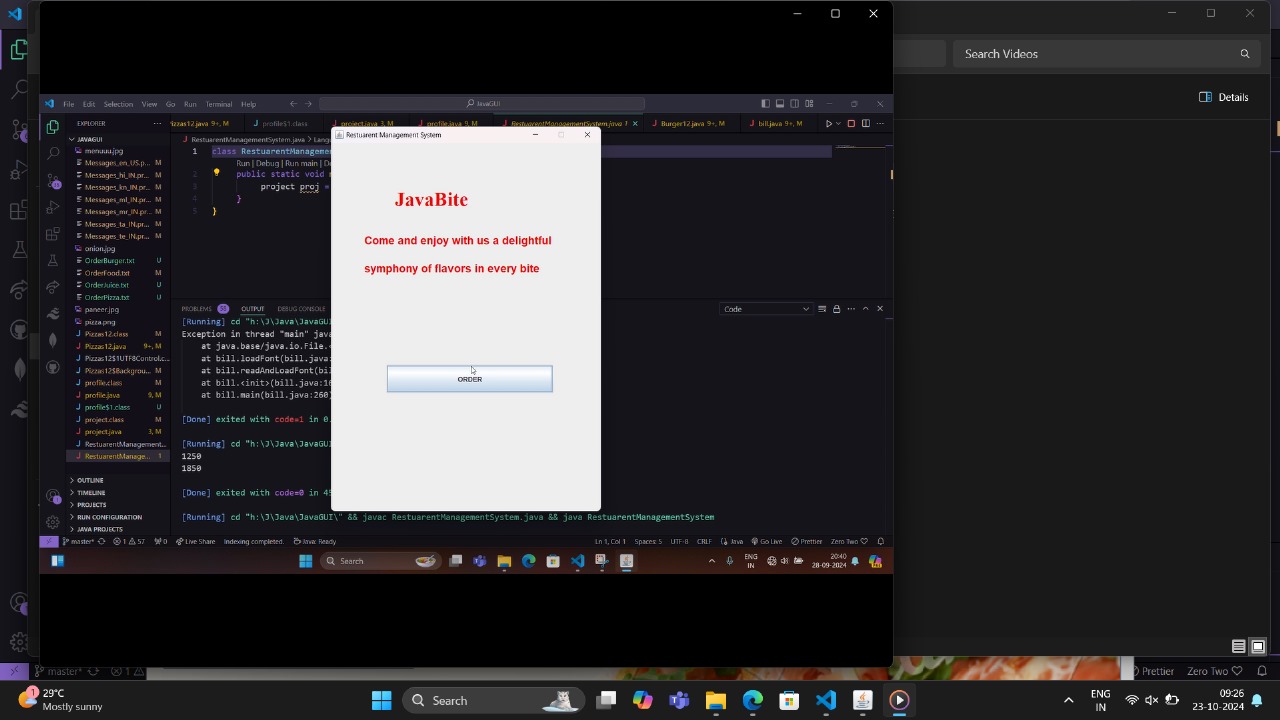 Search Videos
Details
File Edit Selection View Go Run Terminal Help
JavaGUI
EXPLORER
izzas12.java 9+, M
profile$1.class
project.java 3, M
profile.java 9, M
RestuarentManagementSystem.java 1
Burger12.java 9+, M
bill.java 9+, M
JAVAGUI
menuuu.jpg
Messages_en_US.p... M
Messages_hi_IN.pr... M
Messages_kn_IN.pr... M
Messages_ml_IN.pr... M
Messages_mr_IN.pr... M
Messages_ta_IN.pr... M
Messages_te_IN.pr... M
onion.jpg
OrderBurger.txt U
OrderFood.txt M
OrderJuice.txt U
OrderPizza.txt U
paneer.jpg
pizza.png
Pizzas12.class M
Pizzas12.java 9+, M
Pizzas12$1UTF8Control.c...
Pizzas12$Backgrou... M
profile.class M
profile.java 9, M
profile$1.class U
project.class M
project.java 3, M
RestuarentManagement...
RestuarentManage... 1
OUTLINE
TIMELINE
PROJECTS
RUN CONFIGURATION
JAVA PROJECTS
RestuarentManagementSystem.java > Lang
1 class RestuarentManageme
Run | Debug | Run main | De
2 public static void
3 project proj =
4 }
5 }
Restuarent Management System
JavaBite
Come and enjoy with us a delightful
symphony of flavors in every bite
ORDER
PROBLEMS OUTPUT DEBUG CONSOLE
Code
[Running] cd "h:\J\Java\JavaGUI
Exception in thread "main" java
at java.base/java.io.File.<
at bill.loadFont(bill.java:
at bill.readAndLoadFont(bil
at bill.<init>(bill.java:16
at bill.main(bill.java:260)
[Done] exited with code=1 in 0.
[Running] cd "h:\J\Java\JavaGUI
1250
1850
[Done] exited with code=0 in 45
[Running] cd "h:\J\Java\JavaGUI\" && javac RestuarentManagementSystem.java && java RestuarentManagementSystem
master* 1 57 0 Live Share Indexing completed. Java: Ready
Ln 1, Col 1 Spaces: 5 UTF-8 CRLF Java Go Live Prettier Zero Two
Search
ENG
IN
20:40
28-09-2024
master* 1
Prettier Zero Two
1
29°C
Mostly sunny
Search
ENG
IN
09:26
23-10-2024